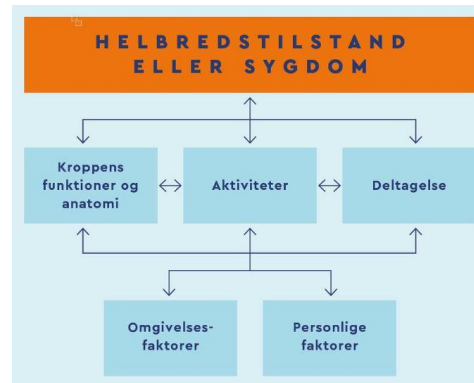 HELBREDSTILSTAND
ELLER SYGDOM
Kroppens
funktioner og
anatomi
Aktiviteter
Deltagelse
Omgivelses-
faktorer
Personlige
faktorer